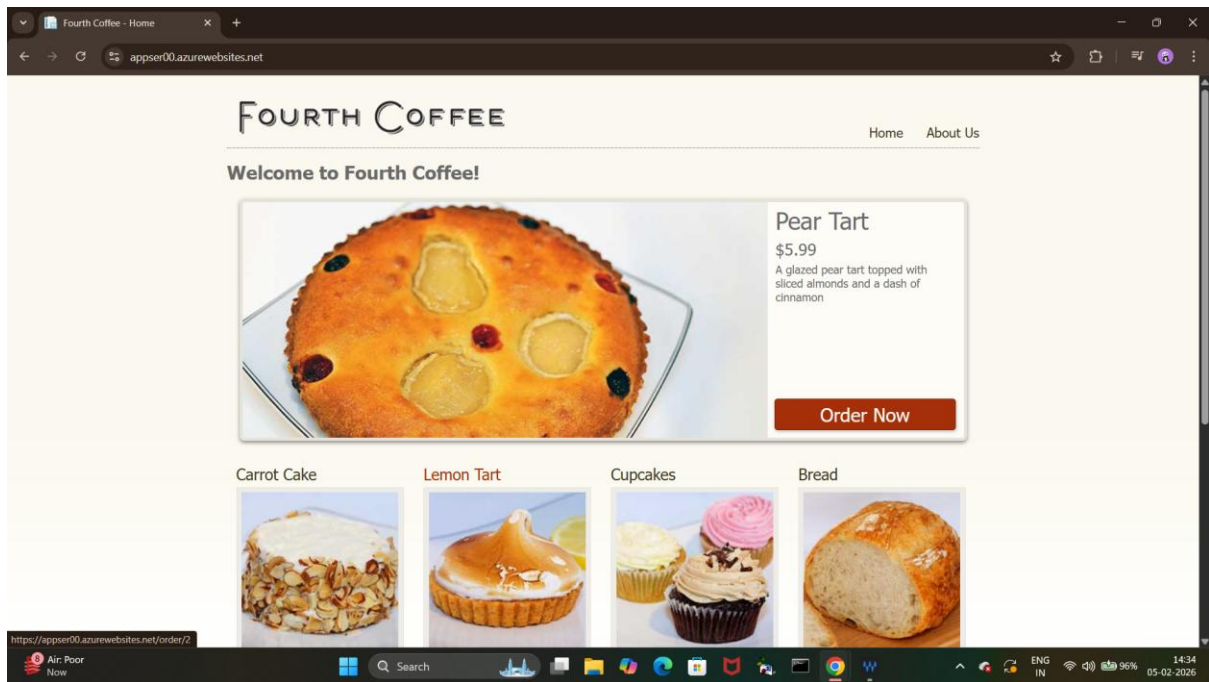 Fourth Coffee - Home
appser00.azurewebsites.net
FOURTH COFFEE
Home About Us
Welcome to Fourth Coffee!
Pear Tart
$5.99
A glazed pear tart topped with
sliced almonds and a dash of
cinnamon
Order Now
Carrot Cake Lemon Tart Cupcakes Bread
https://appser00.azurewebsites.net/order/2
8
Air: Poor
Now
Search
ENG
IN
96%
14:34
05-02-2026